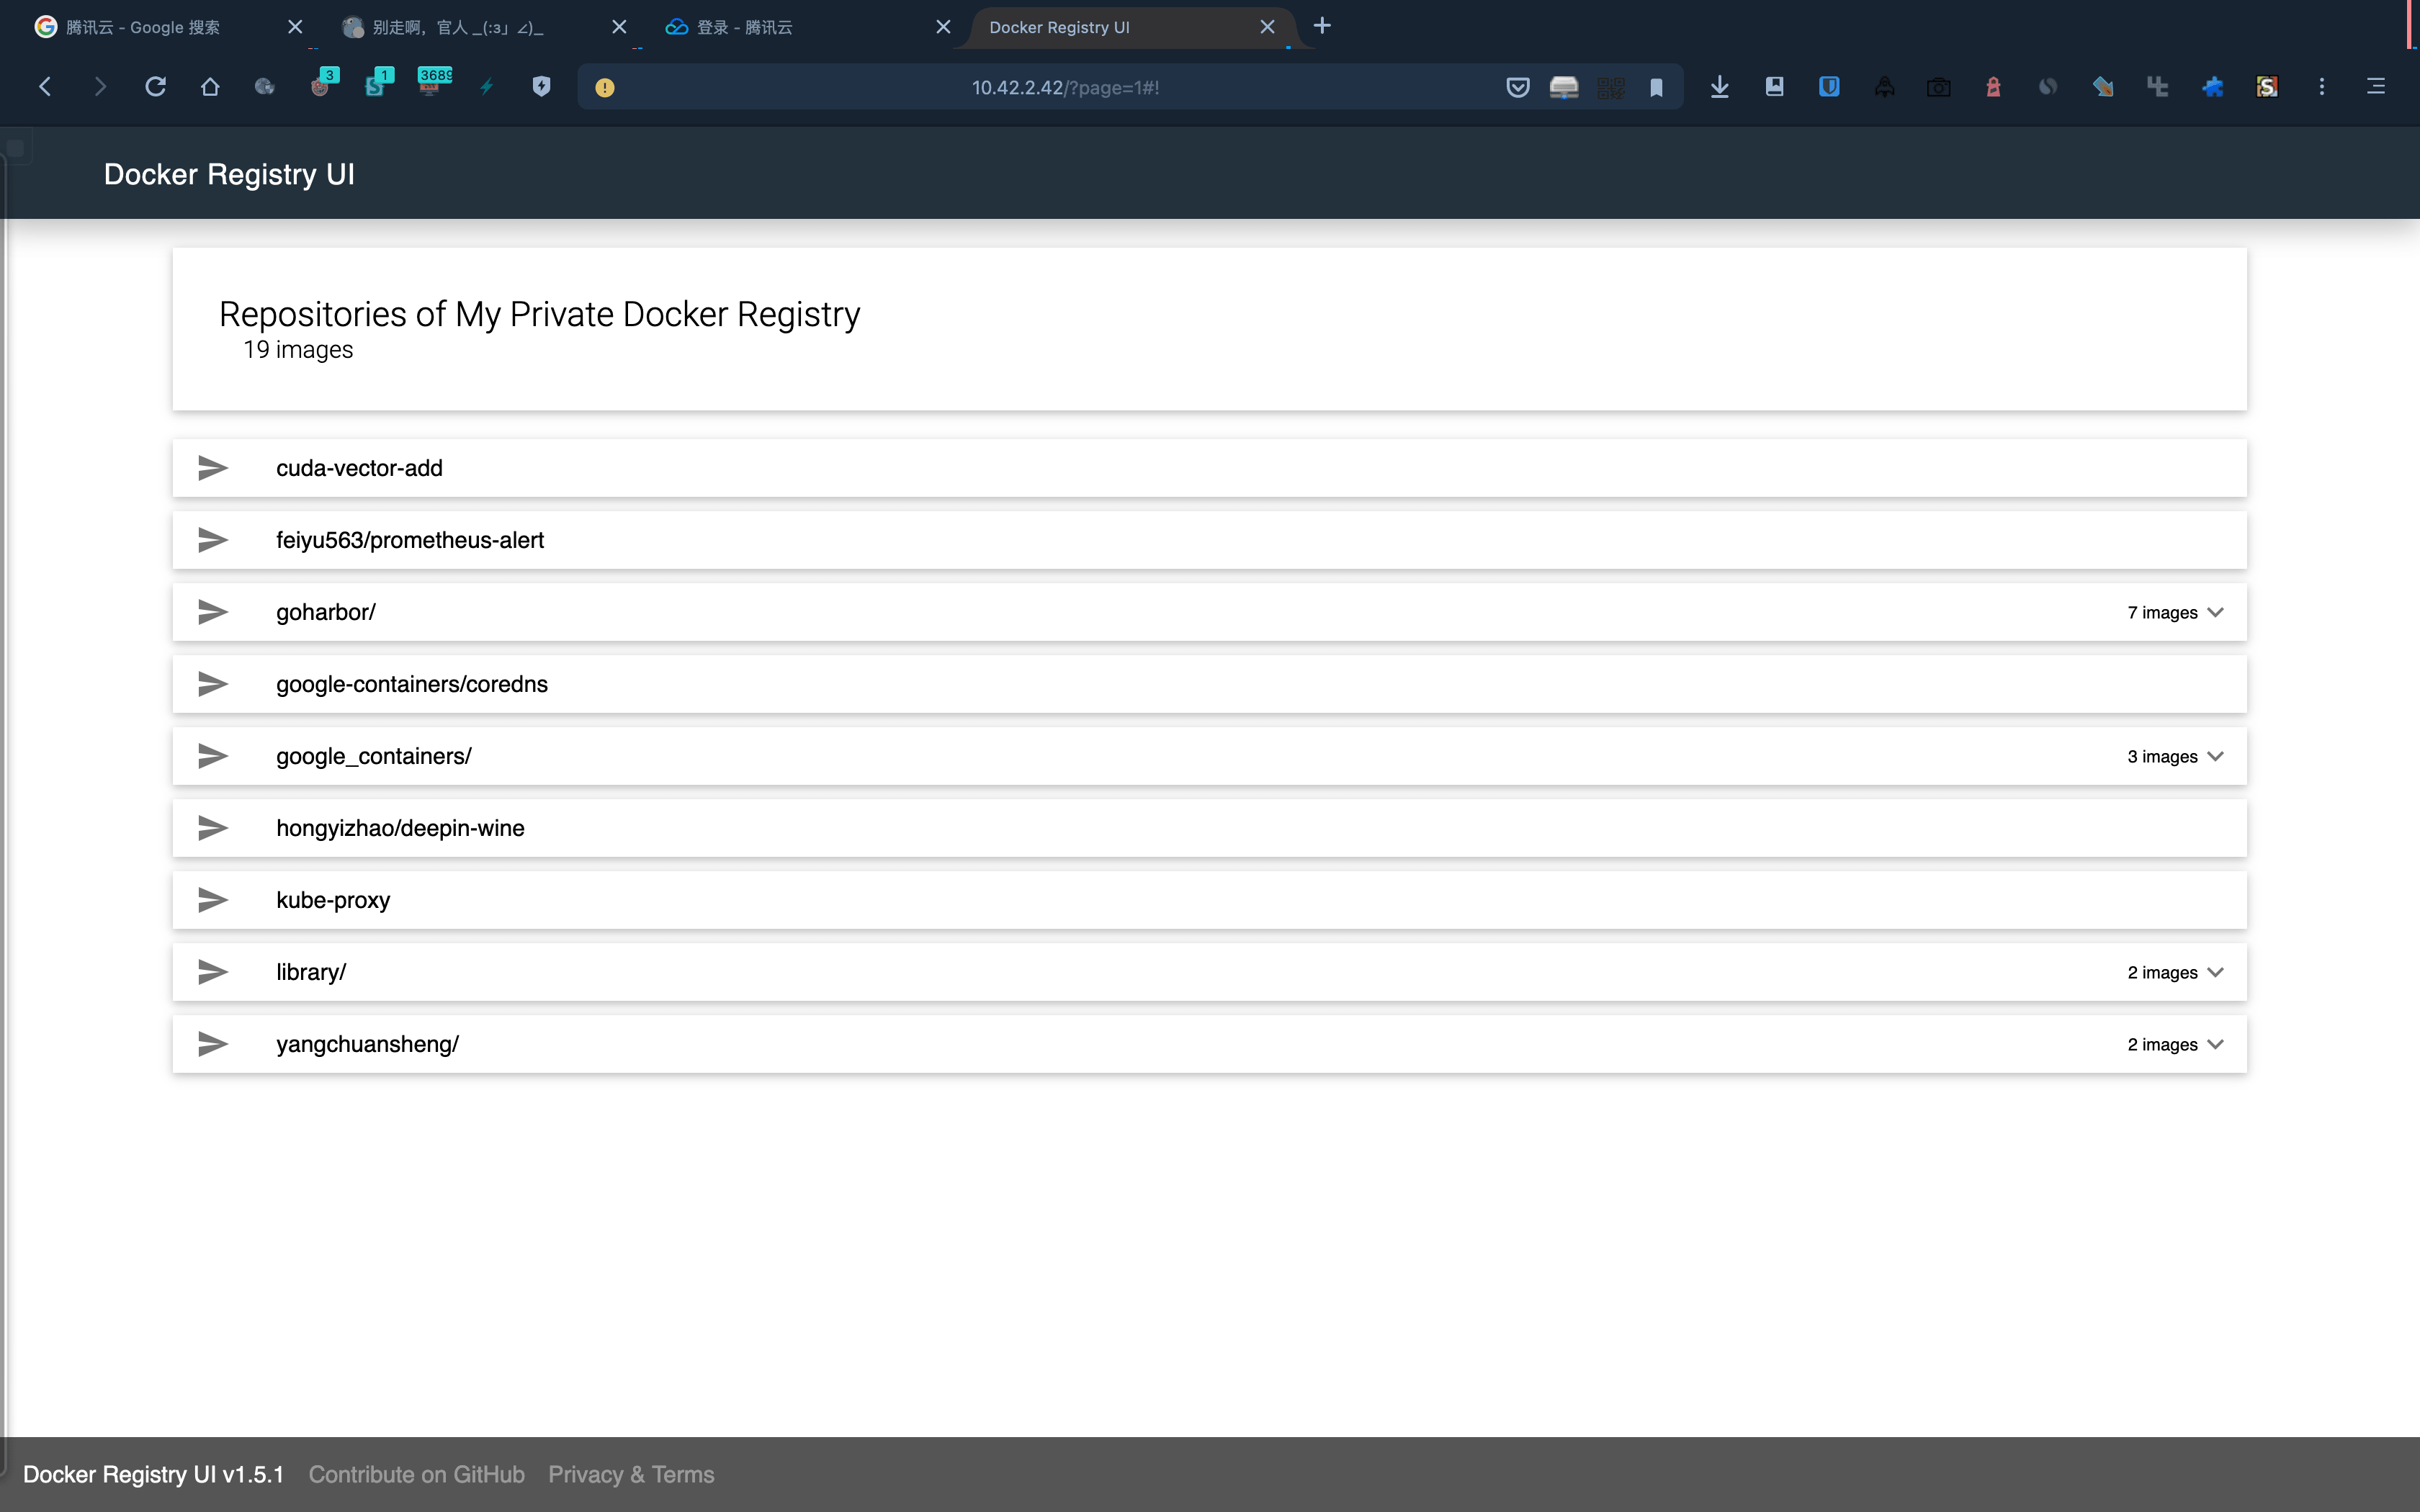 腾讯云 - Google 搜索
别走啊，官人 _(:з」∠)_
登录 - 腾讯云
Docker Registry UI
3
1
3689
10.42.2.42/?page=1#!
Docker Registry UI
Repositories of My Private Docker Registry
19 images
cuda-vector-add
feiyu563/prometheus-alert
goharbor/
7 images
google-containers/coredns
google_containers/
3 images
hongyizhao/deepin-wine
kube-proxy
library/
2 images
yangchuansheng/
2 images
Docker Registry UI v1.5.1 Contribute on GitHub Privacy & Terms